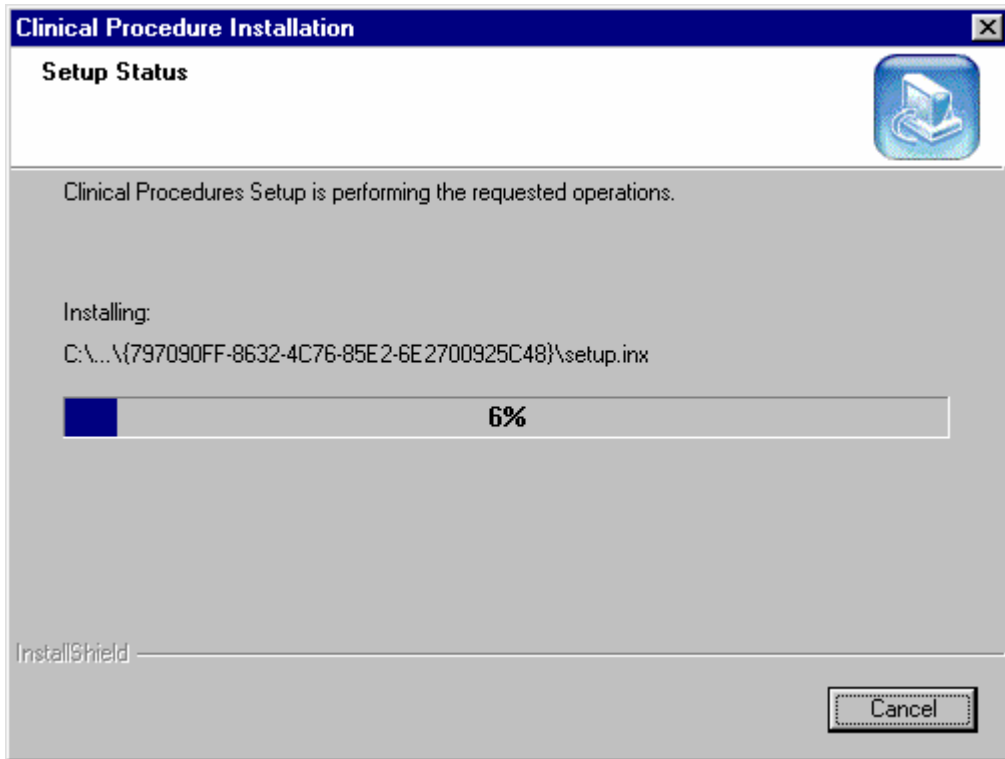 Clinical Procedure Installation
Setup Status
Clinical Procedures Setup is performing the requested operations.
Installing:
C:\...\{797090FF-8632-4C76-85E2-6E2700925C48}\setup.inx
6%
InstallShield
Cancel